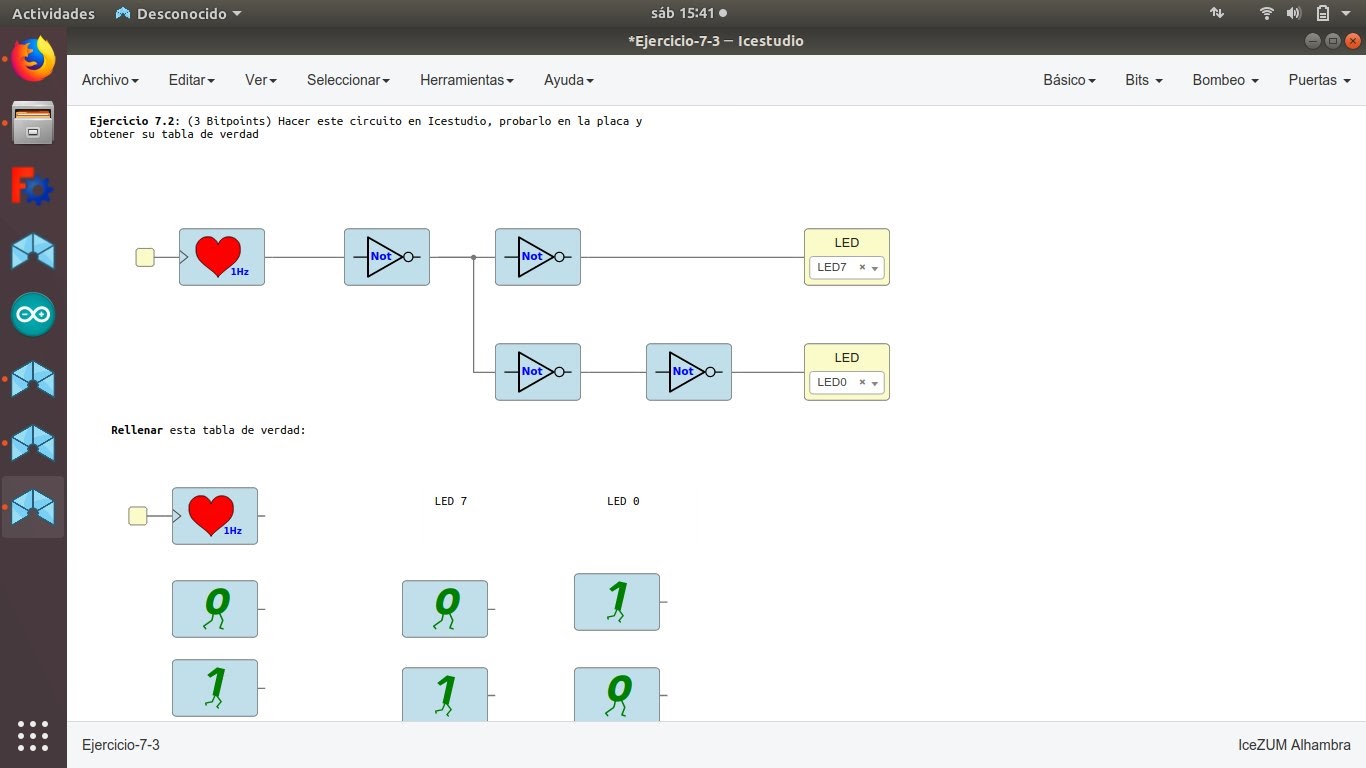 Actividades Desconocido sáb 15:41
*Ejercicio-7-3 — Icestudio
Archivo Editar Ver Seleccionar Herramientas Ayuda Básico Bits Bombeo Puertas
Ejercicio 7.2: (3 Bitpoints) Hacer este circuito en Icestudio, probarlo en la placa y
obtener su tabla de verdad
1Hz
Not
Not
LED
LED7 ×
Not
Not
LED
LED0 ×
Rellenar esta tabla de verdad:
1Hz
LED 7
LED 0
0
0
1
1
1
0
Ejercicio-7-3
IceZUM Alhambra